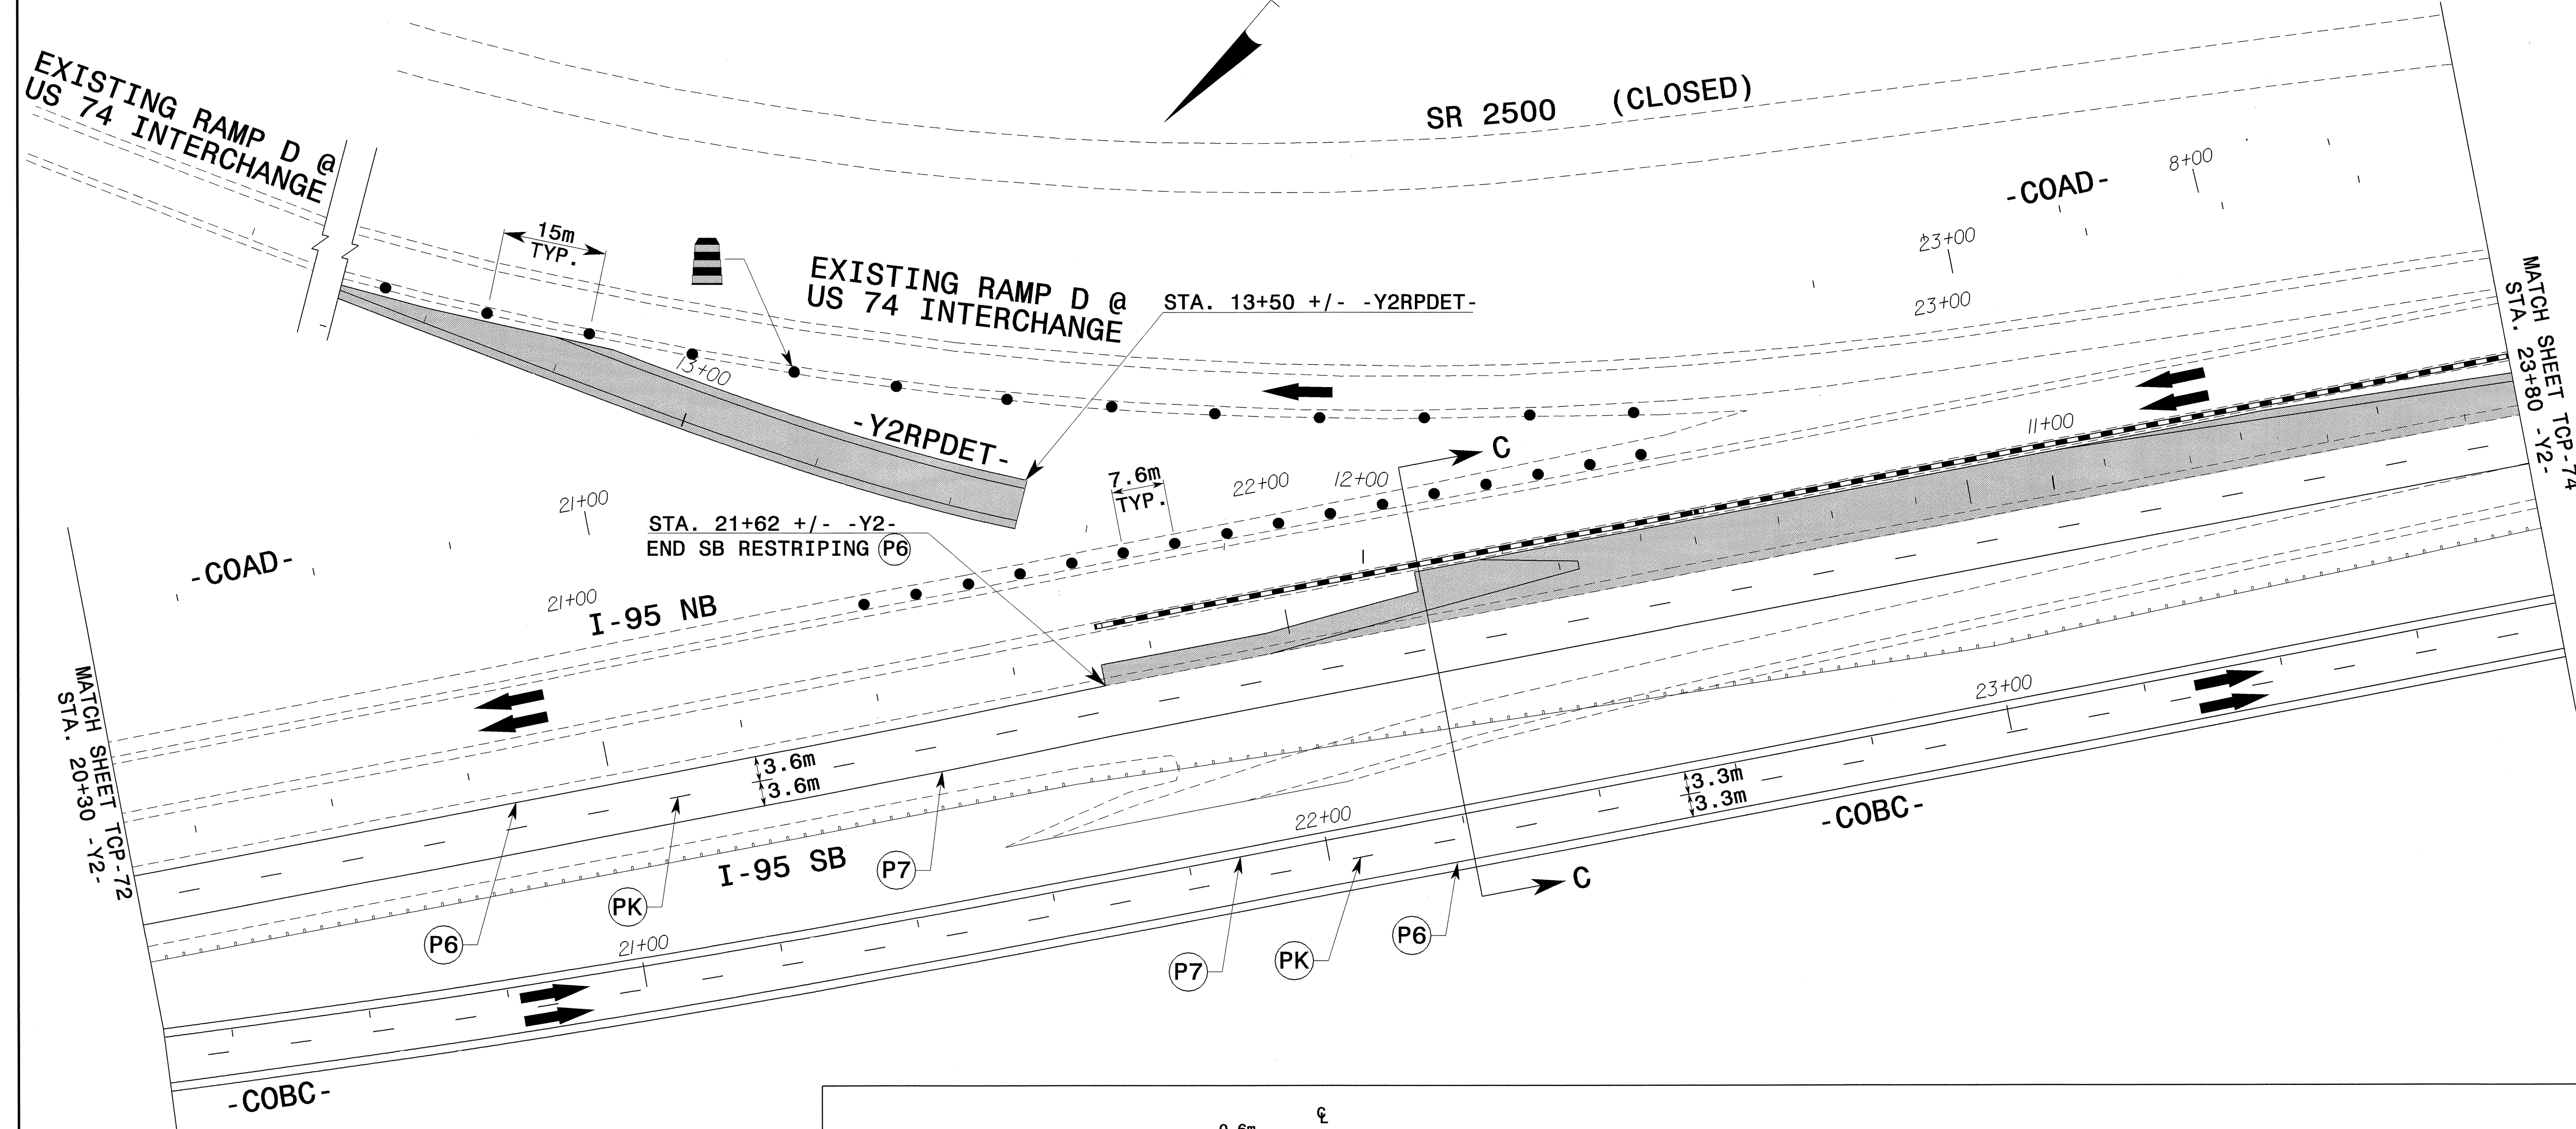 EXISTING RAMP D @
US 74 INTERCHANGE
SR 2500 (CLOSED)
8+00
-COAD-
15m
TYP.
23+00
EXISTING RAMP D @
US 74 INTERCHANGE
STA. 13+50 +/- -Y2RPDET-
23+00
MATCH SHEET TCP-74
STA. 23+80 -Y2-
13+00
-Y2RPDET-
11+00
C
7.6m
TYP.
22+00
12+00
21+00
STA. 21+62 +/- -Y2-
END SB RESTRIPING P6
-COAD-
21+00
I-95 NB
MATCH SHEET TCP-72
STA. 20+30 -Y2-
23+00
3.6m
3.6m
3.3m
3.3m
-COBC-
22+00
I-95 SB
P7
C
PK
P6
P6
21+00
P7
PK
-COBC-
℄
0.6m